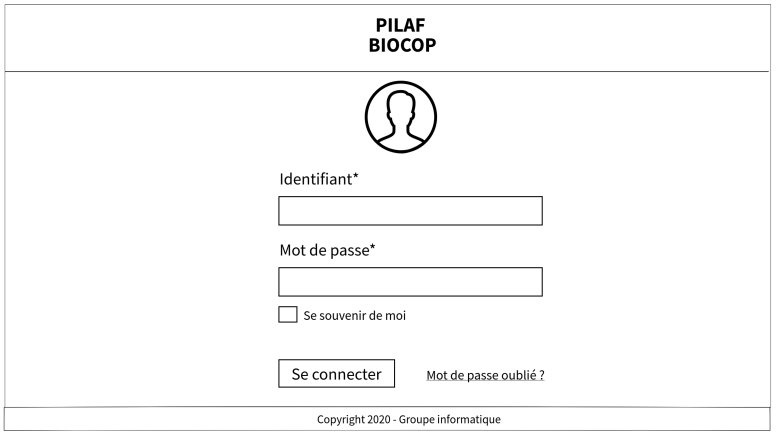 PILAF
BIOCOP
Identifiant*
Mot de passe*
Se souvenir de moi
Se connecter
Mot de passe oublié ?
Copyright 2020 - Groupe informatique